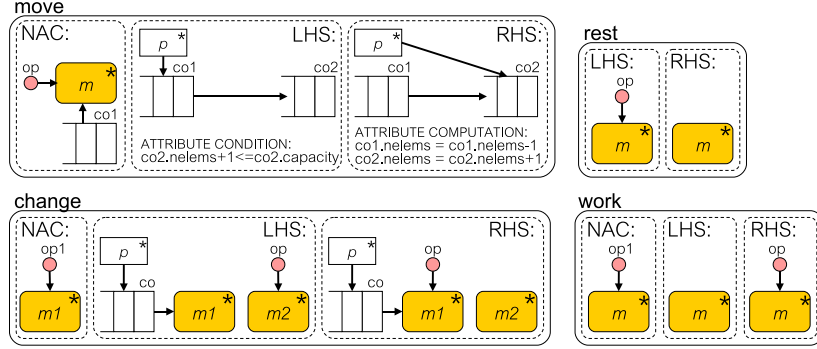 move
NAC:
LHS:
RHS:
op
m
*
co1
p
*
co1
co2
ATTRIBUTE CONDITION:
co2.nelems+1<=co2.capacity
p
*
co1
co2
ATTRIBUTE COMPUTATION:
co1.nelems = co1.nelems-1
co2.nelems = co2.nelems+1
rest
LHS:
RHS:
op
m
*
m
*
change
NAC:
LHS:
RHS:
op1
m1
*
p
*
op
co
m1
*
m2
*
p
*
op
co
m1
*
m2
*
work
NAC:
LHS:
RHS:
op1
op
m
*
m
*
m
*